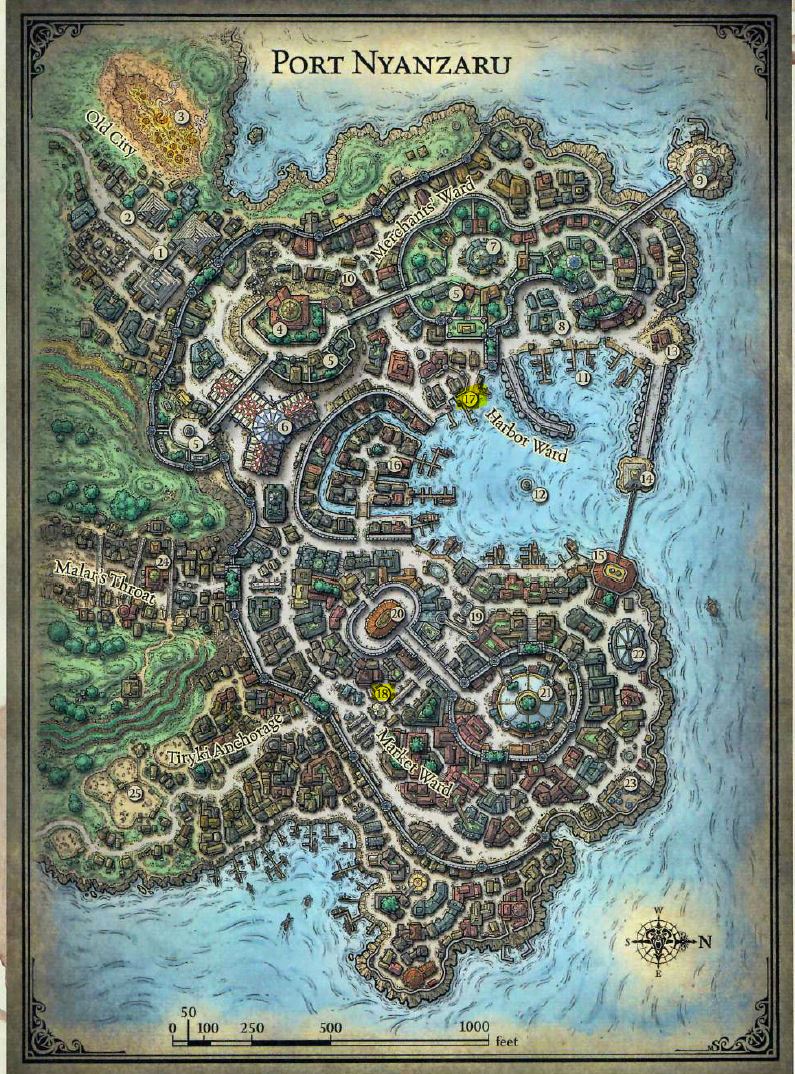 PORT NYANZARU
3
Old City
9
2
Merchants' Ward
7
1
10
5
4
8
13
5
11
17
6
Harbor Ward
5
16
14
12
15
24
Malar's Throat
20
19
22
18
21
Tiryki Anchorage
Market Ward
23
25
W
S N
E
50
0 100 250 500 1000
feet